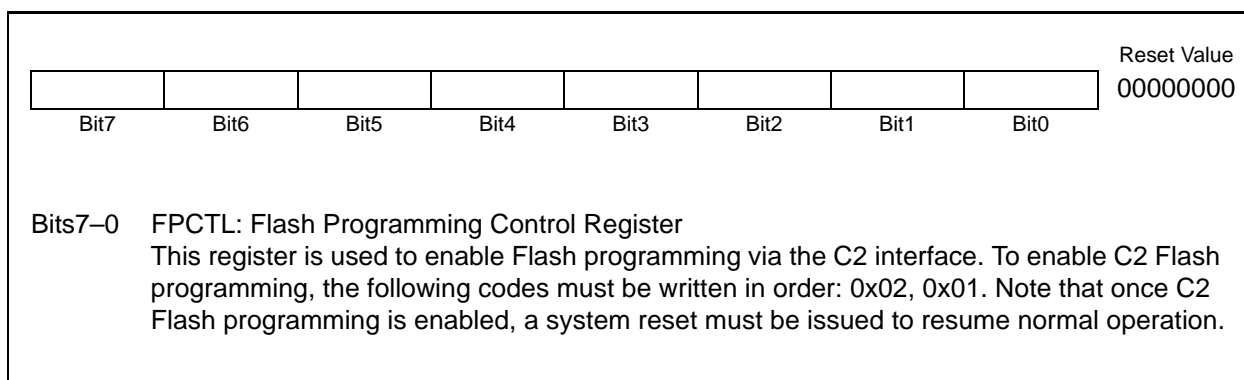 Reset Value
00000000
Bit7 Bit6 Bit5 Bit4 Bit3 Bit2 Bit1 Bit0
Bits7–0 FPCTL: Flash Programming Control Register
This register is used to enable Flash programming via the C2 interface. To enable C2 Flash
programming, the following codes must be written in order: 0x02, 0x01. Note that once C2
Flash programming is enabled, a system reset must be issued to resume normal operation.